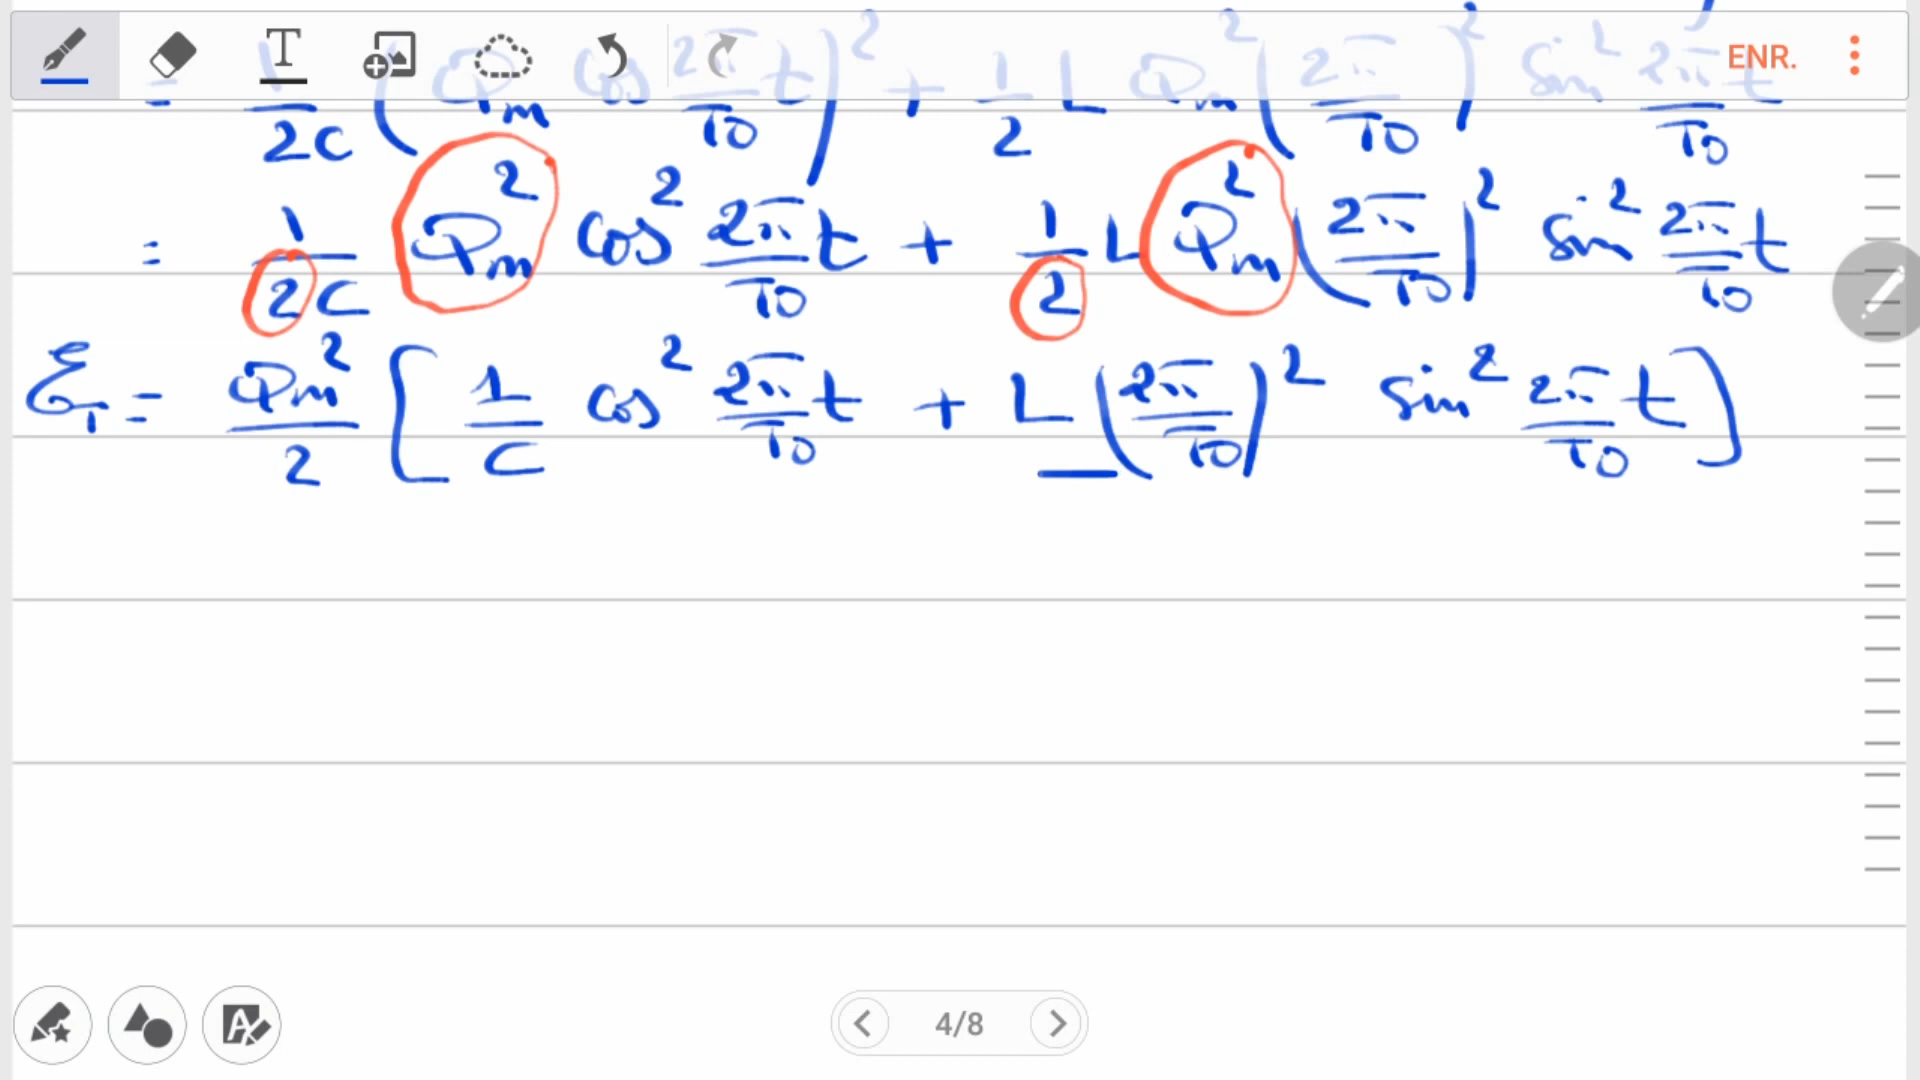 T ENR.
= 1/2C (Qm cos 2π/T0 t)² + 1/2 L Qm² (2π/T0)² sin² 2π/T0 t
= 1/2C Qm² cos² 2π/T0 t + 1/2 L Qm² (2π/T0)² sin² 2π/T0 t
ℰT = Qm²/2 [ 1/C cos² 2π/T0 t + L (2π/T0)² sin² 2π/T0 t ]
4/8